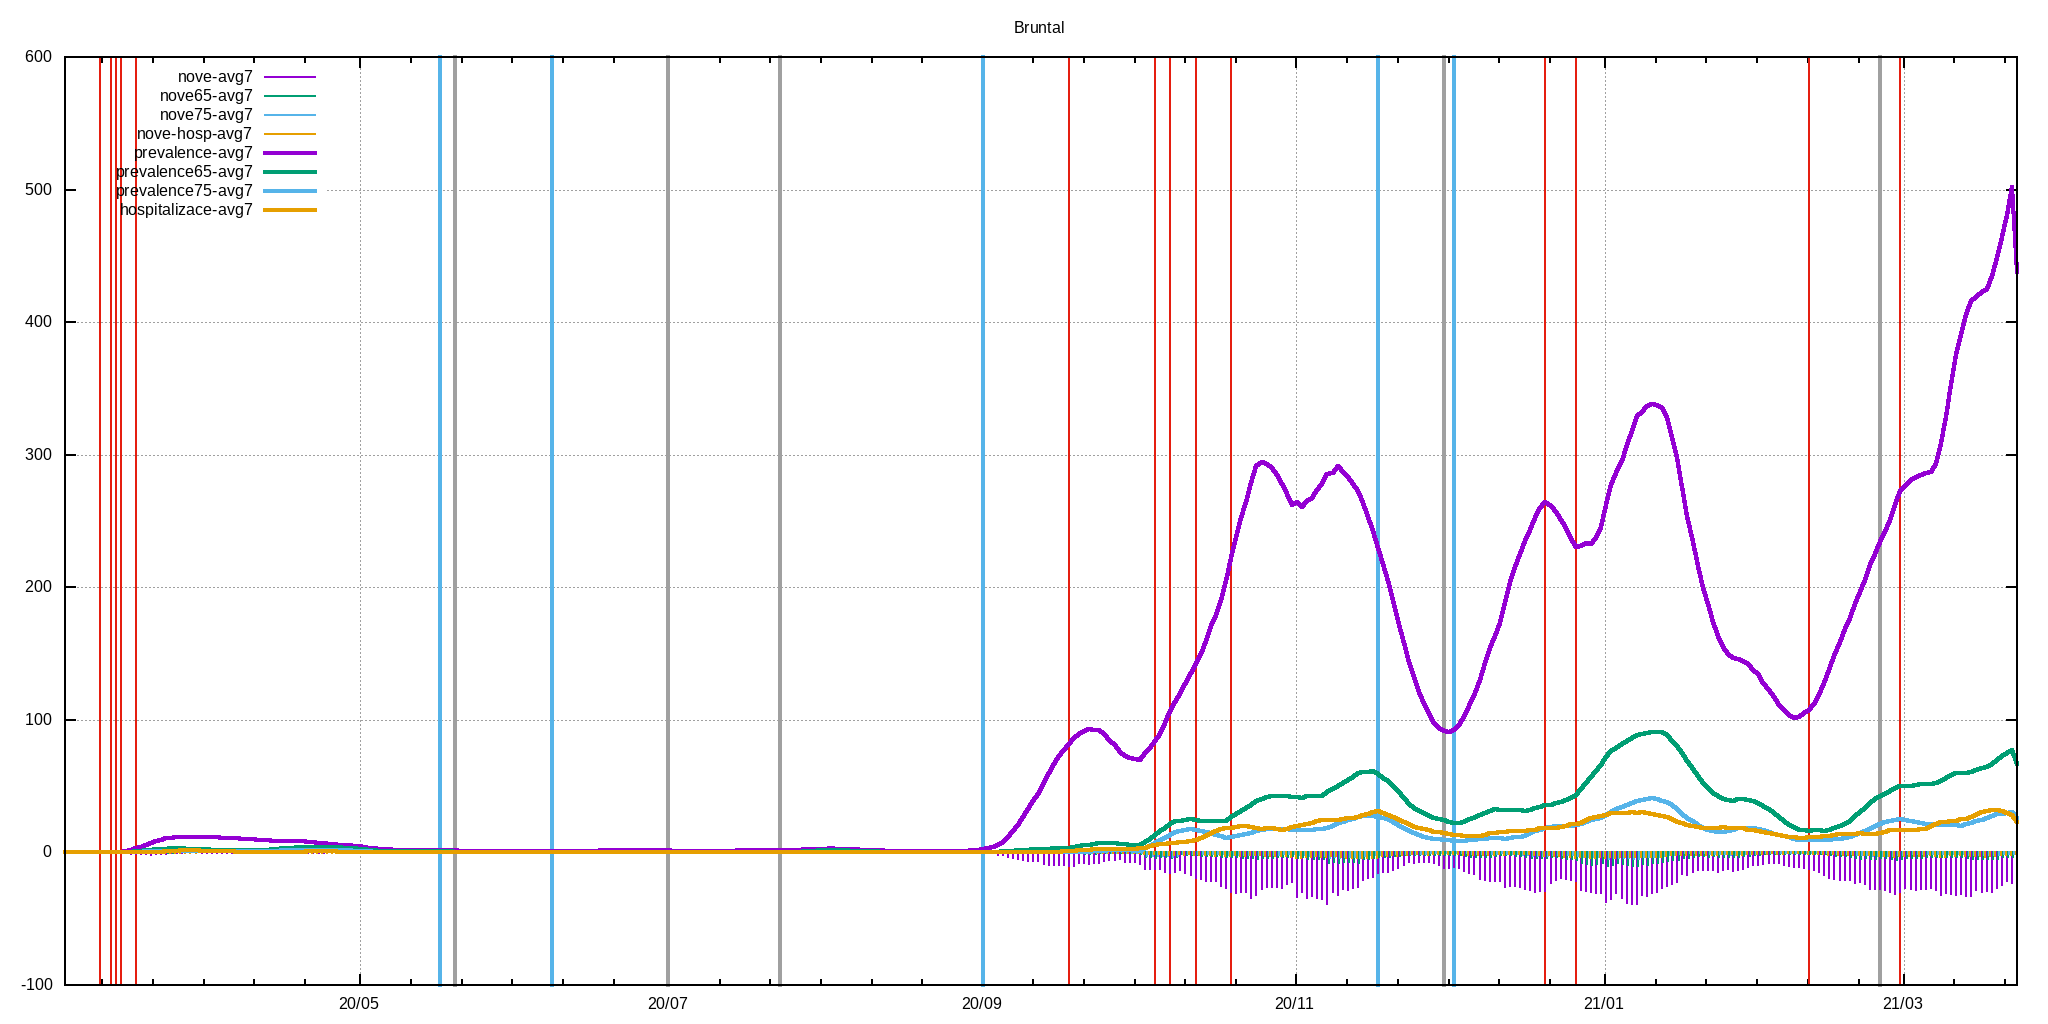 Bruntal
600
nove-avg7
nove65-avg7
nove75-avg7
nove-hosp-avg7
prevalence-avg7
prevalence65-avg7
prevalence75-avg7
hospitalizace-avg7
500
400
300
200
100
0
-100
20/05
20/07
20/09
20/11
21/01
21/03